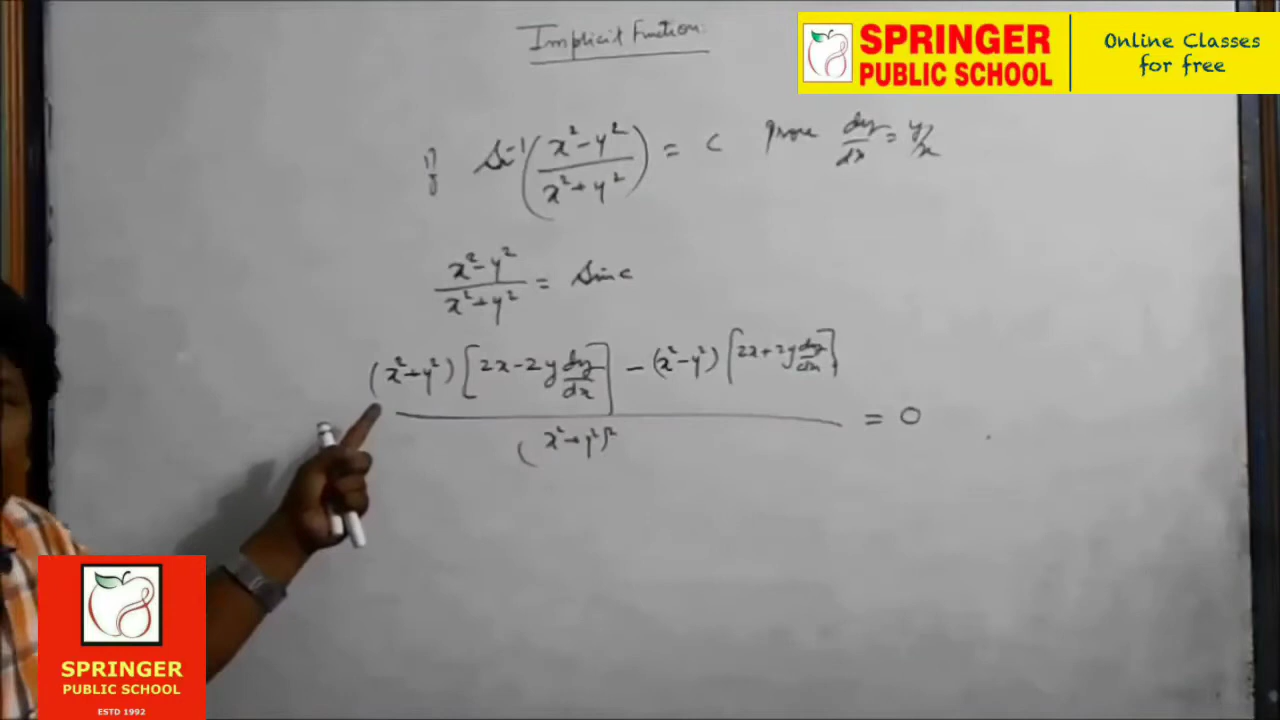 Implicit Function
SPRINGER
PUBLIC SCHOOL
Online Classes
for free
If Sin⁻¹((x²-y²)/(x²+y²)) = c Prove dy/dx = y/x
(x²-y²)/(x²+y²) = Sin c
((x²+y²)[2x-2y dy/dx] - (x²-y²)[2x+2y dy/dx])/(x²+y²)² = 0
SPRINGER
PUBLIC SCHOOL
ESTD 1992